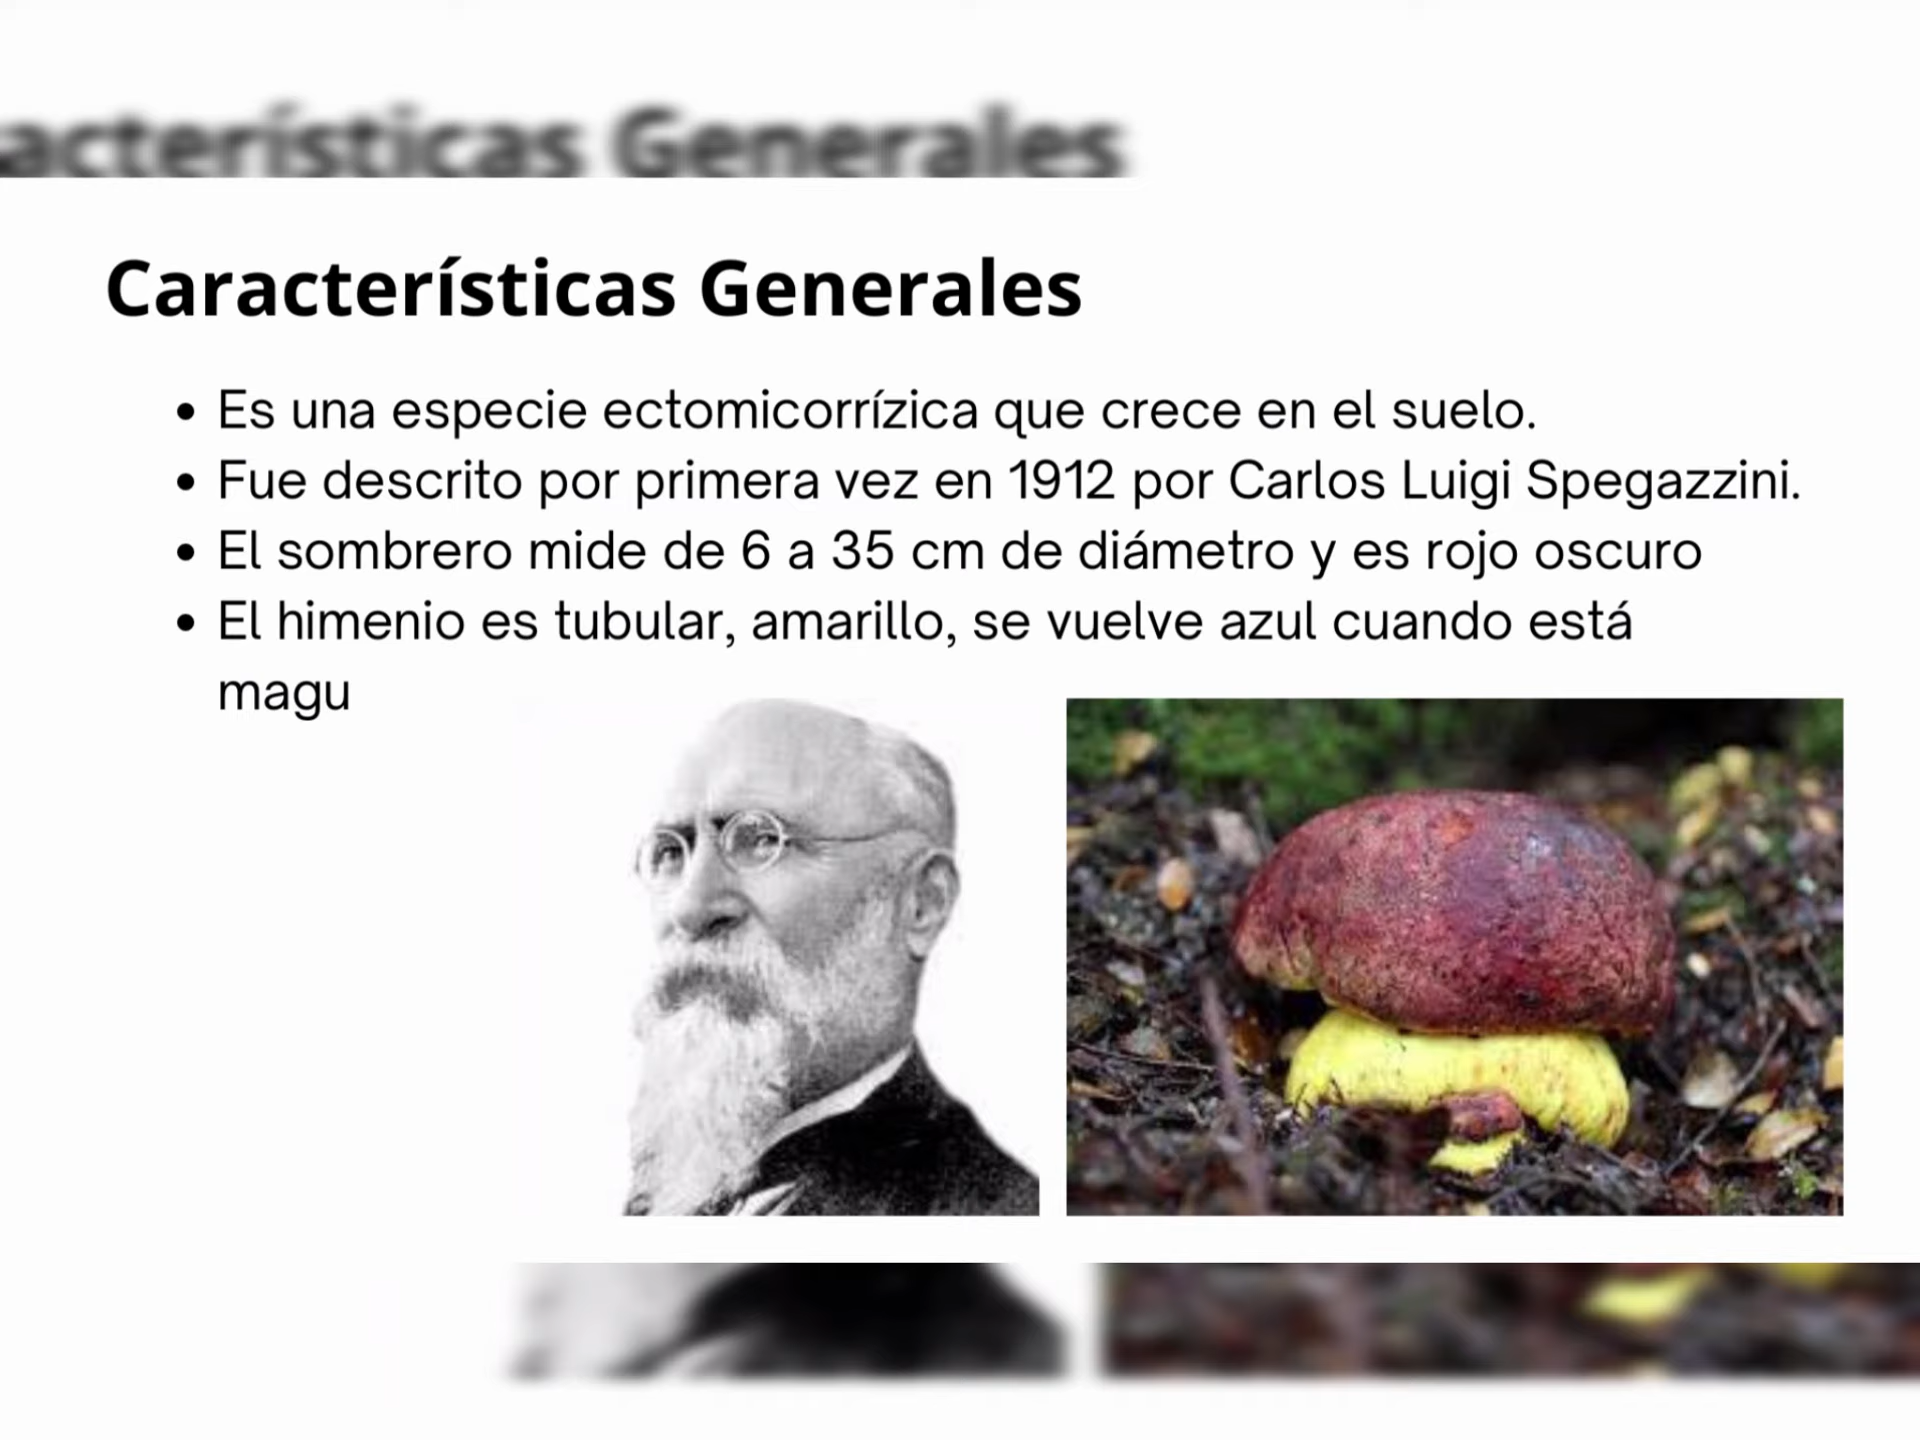 acterísticas Generales
Características Generales
• Es una especie ectomicorrízica que crece en el suelo.
• Fue descrito por primera vez en 1912 por Carlos Luigi Spegazzini.
• El sombrero mide de 6 a 35 cm de diámetro y es rojo oscuro
• El himenio es tubular, amarillo, se vuelve azul cuando está
magu